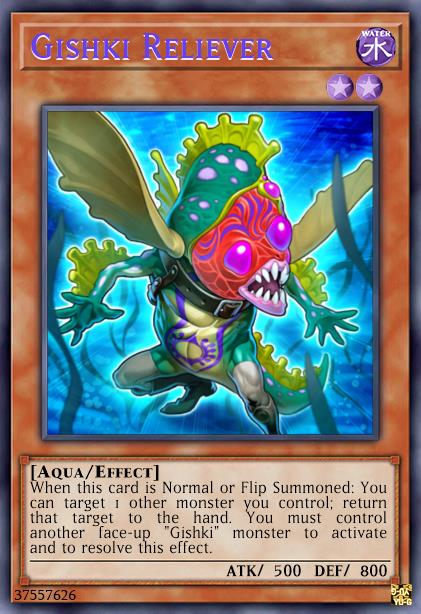 Gishki Reliever
WATER
水
[Aqua/Effect]
When this card is Normal or Flip Summoned: You
can target 1 other monster you control; return
that target to the hand. You must control
another face-up "Gishki" monster to activate
and to resolve this effect.
ATK/ 500 DEF/ 800
37557626